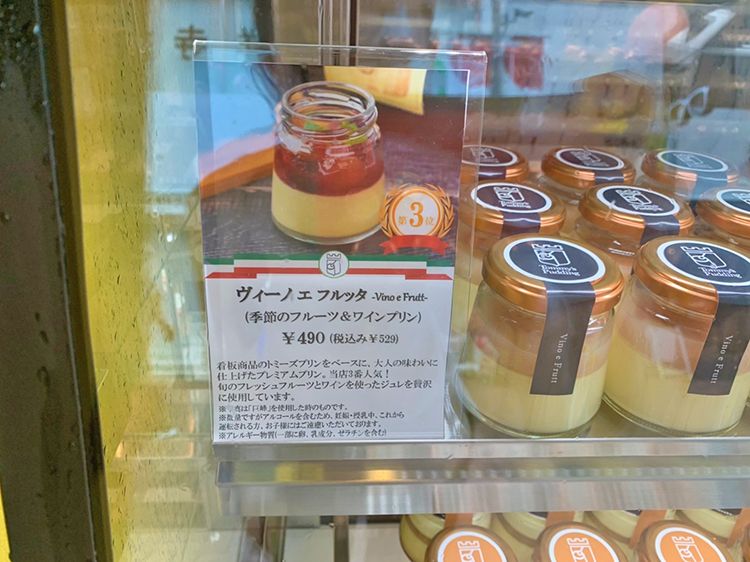 第3位
ヴィーノ エ フルッタ -Vino e Frutt-
(季節のフルーツ＆ワインプリン)
¥490 (税込み¥529)
看板商品のトミーズプリンをベースに、大人の味わいに
仕上げたプレミアムプリン。当店3番人気！
旬のフレッシュフルーツとワインを使ったジュレを贅沢
に使用しています。
※写真は「巨峰」を使用した時のものです。
※数量ですがアルコールを含むため、妊娠・授乳中、これから
運転される方、お子様にはご遠慮いただいております。
※アレルギー物質(一部に卵、乳成分、ゼラチンを含む)
Tommy's
Pudding
Vino e Frutt
Tommy's
Pudding
Vino e Frutt